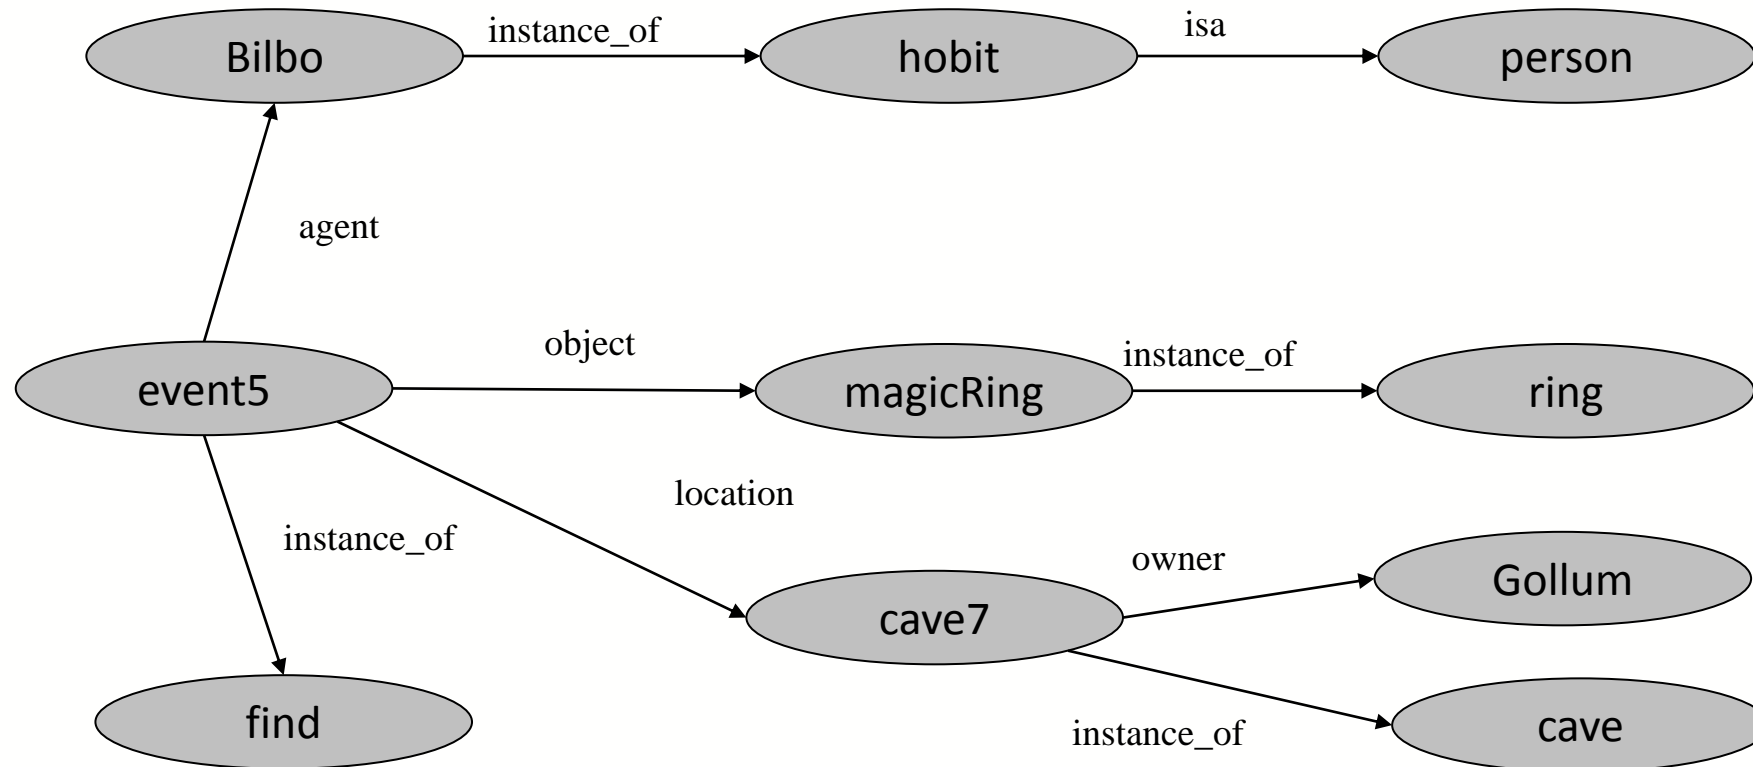 Bilbo
instance_of
hobit
isa
person
agent
event5
object
magicRing
instance_of
ring
location
instance_of
owner
Gollum
cave7
find
instance_of
cave